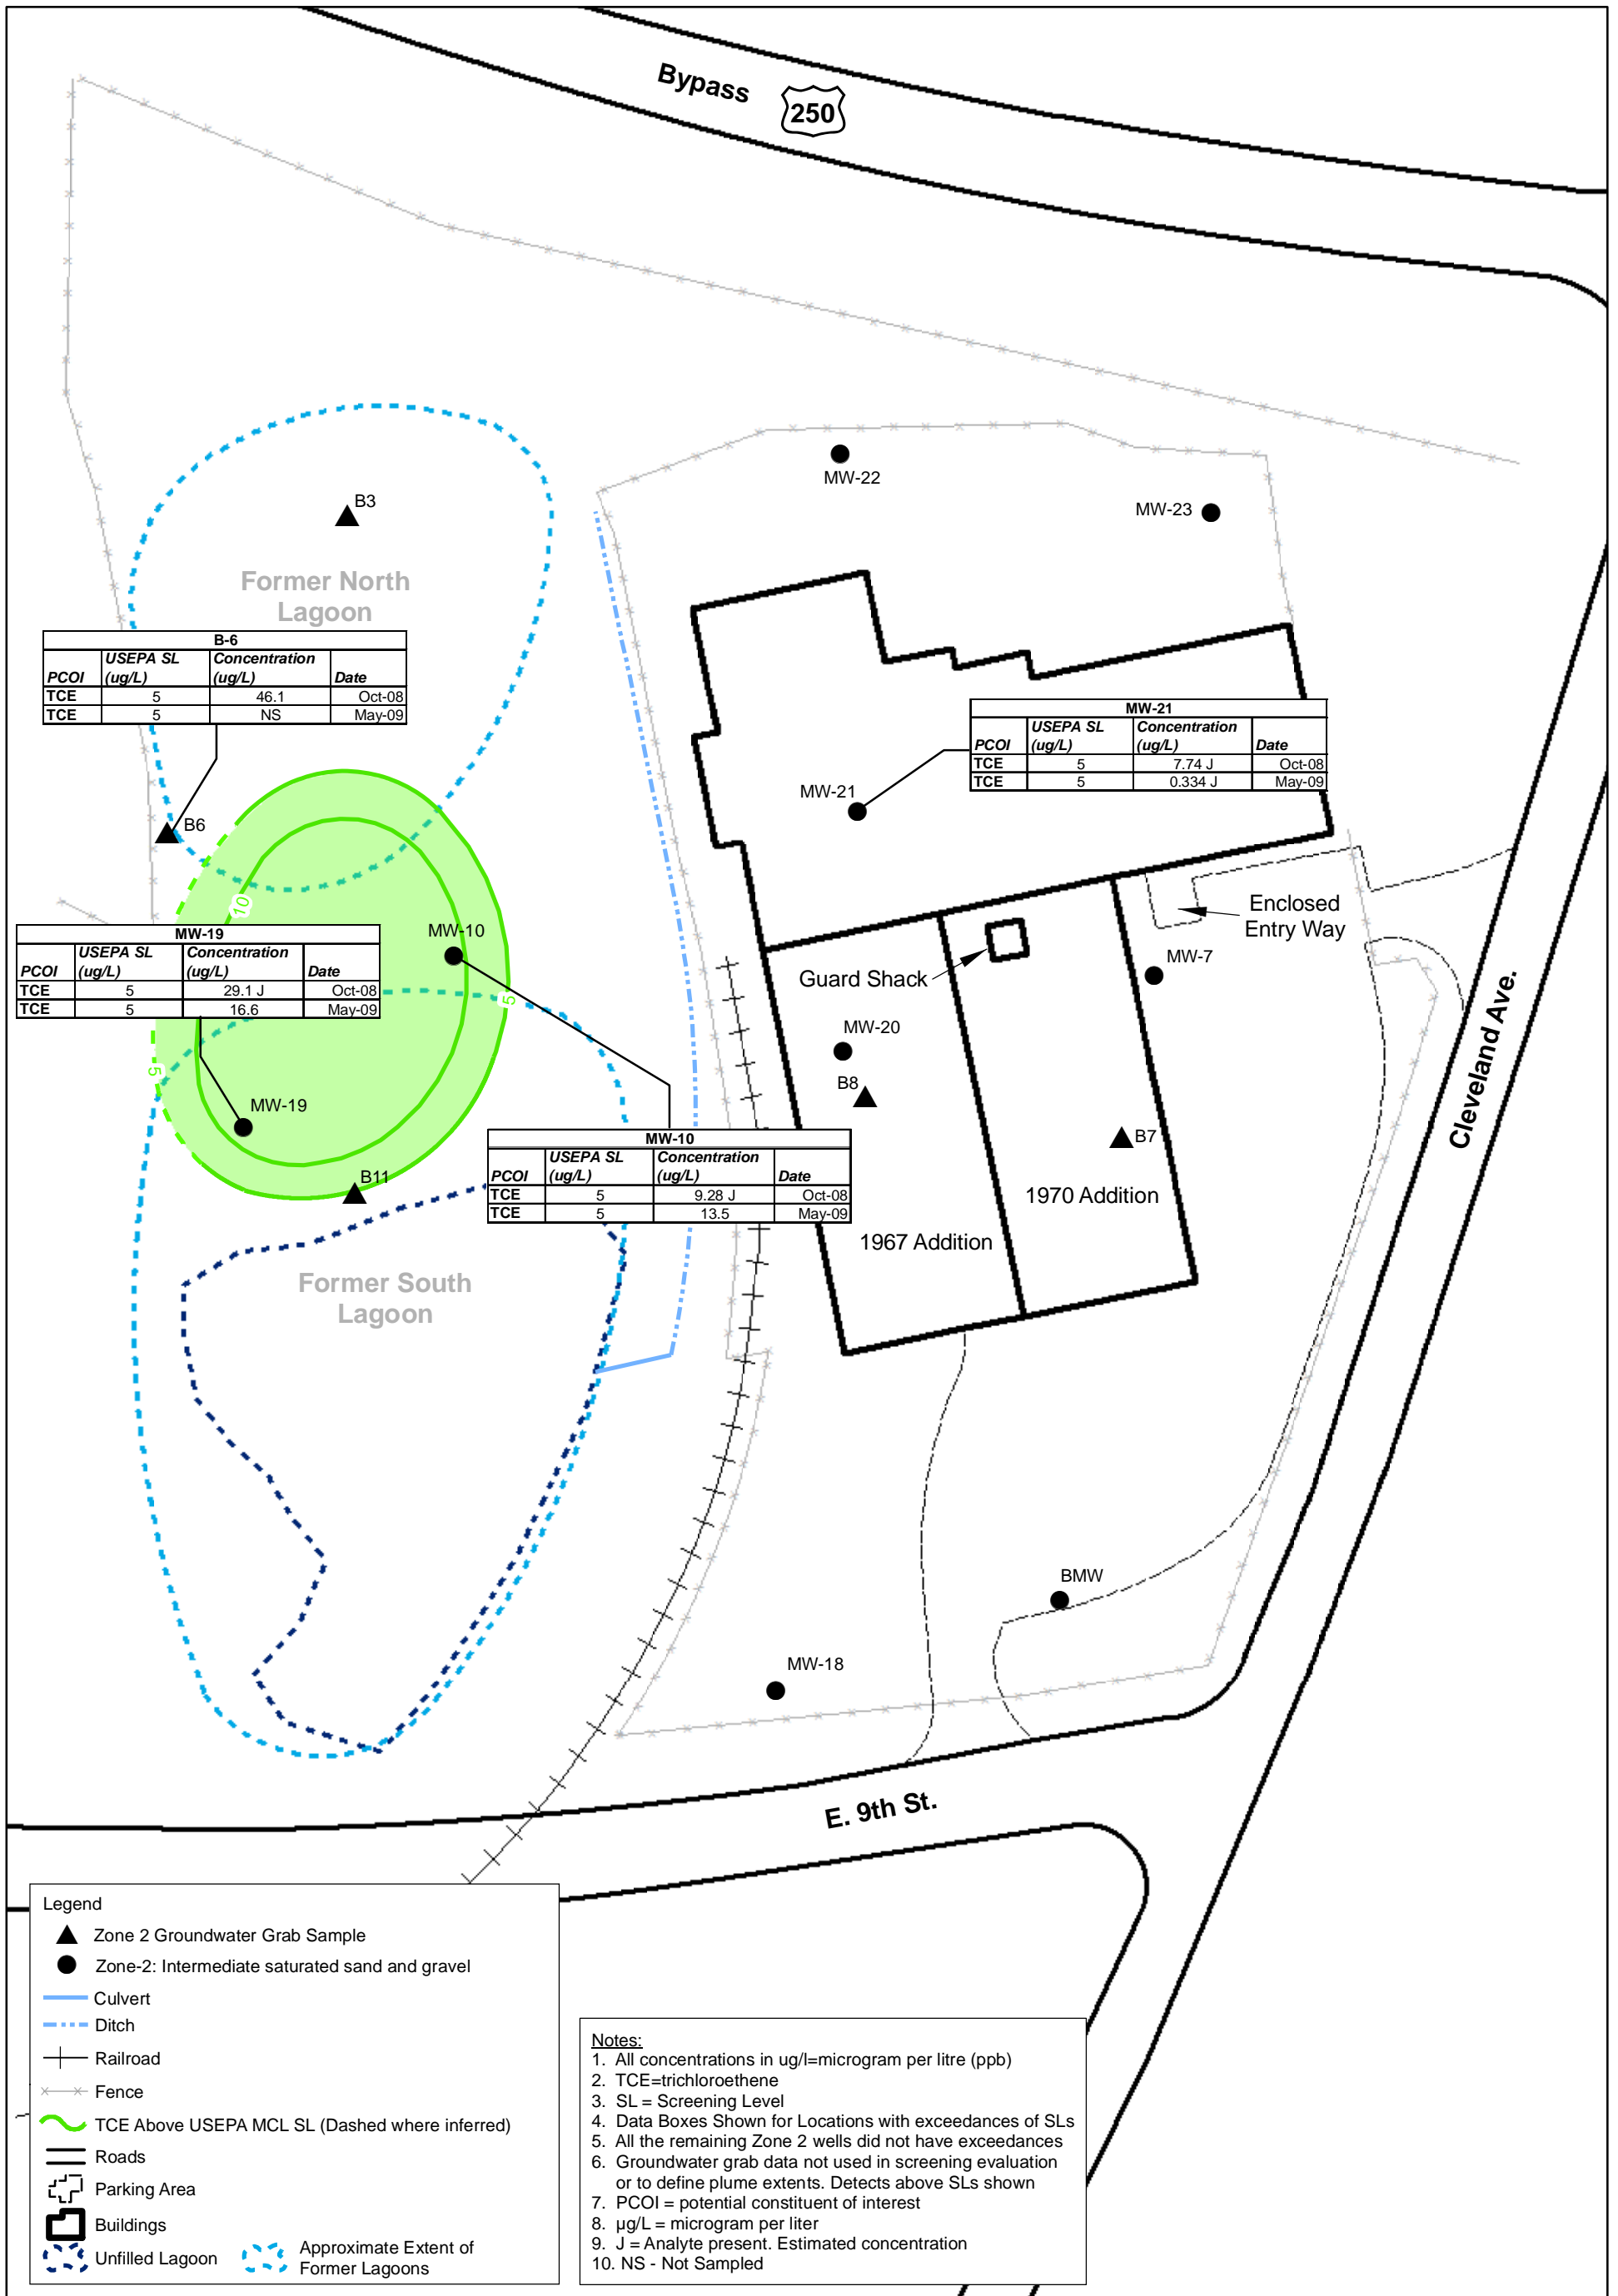 Bypass
250
B3
MW-22
MW-23
Former North
Lagoon
B-6
PCOI USEPA SL (ug/L) Concentration (ug/L) Date
TCE 5 46.1 Oct-08
TCE 5 NS May-09
MW-21
PCOI USEPA SL (ug/L) Concentration (ug/L) Date
TCE 5 7.74 J Oct-08
TCE 5 0.334 J May-09
MW-21
B6
10
Enclosed
Entry Way
MW-19
PCOI USEPA SL (ug/L) Concentration (ug/L) Date
TCE 5 29.1 J Oct-08
TCE 5 16.6 May-09
MW-10
MW-7
Guard Shack
5
MW-20
5
B8
Cleveland Ave.
MW-19
B7
MW-10
PCOI USEPA SL (ug/L) Concentration (ug/L) Date
TCE 5 9.28 J Oct-08
TCE 5 13.5 May-09
B11
1970 Addition
1967 Addition
Former South
Lagoon
BMW
MW-18
E. 9th St.
Legend
Zone 2 Groundwater Grab Sample
Zone-2: Intermediate saturated sand and gravel
Culvert
Ditch
Railroad
Fence
TCE Above USEPA MCL SL (Dashed where inferred)
Roads
Parking Area
Buildings
Unfilled Lagoon
Approximate Extent of
Former Lagoons
Notes:
1. All concentrations in ug/l=microgram per litre (ppb)
2. TCE=trichloroethene
3. SL = Screening Level
4. Data Boxes Shown for Locations with exceedances of SLs
5. All the remaining Zone 2 wells did not have exceedances
6. Groundwater grab data not used in screening evaluation
or to define plume extents. Detects above SLs shown
7. PCOI = potential constituent of interest
8. µg/L = microgram per liter
9. J = Analyte present. Estimated concentration
10. NS - Not Sampled